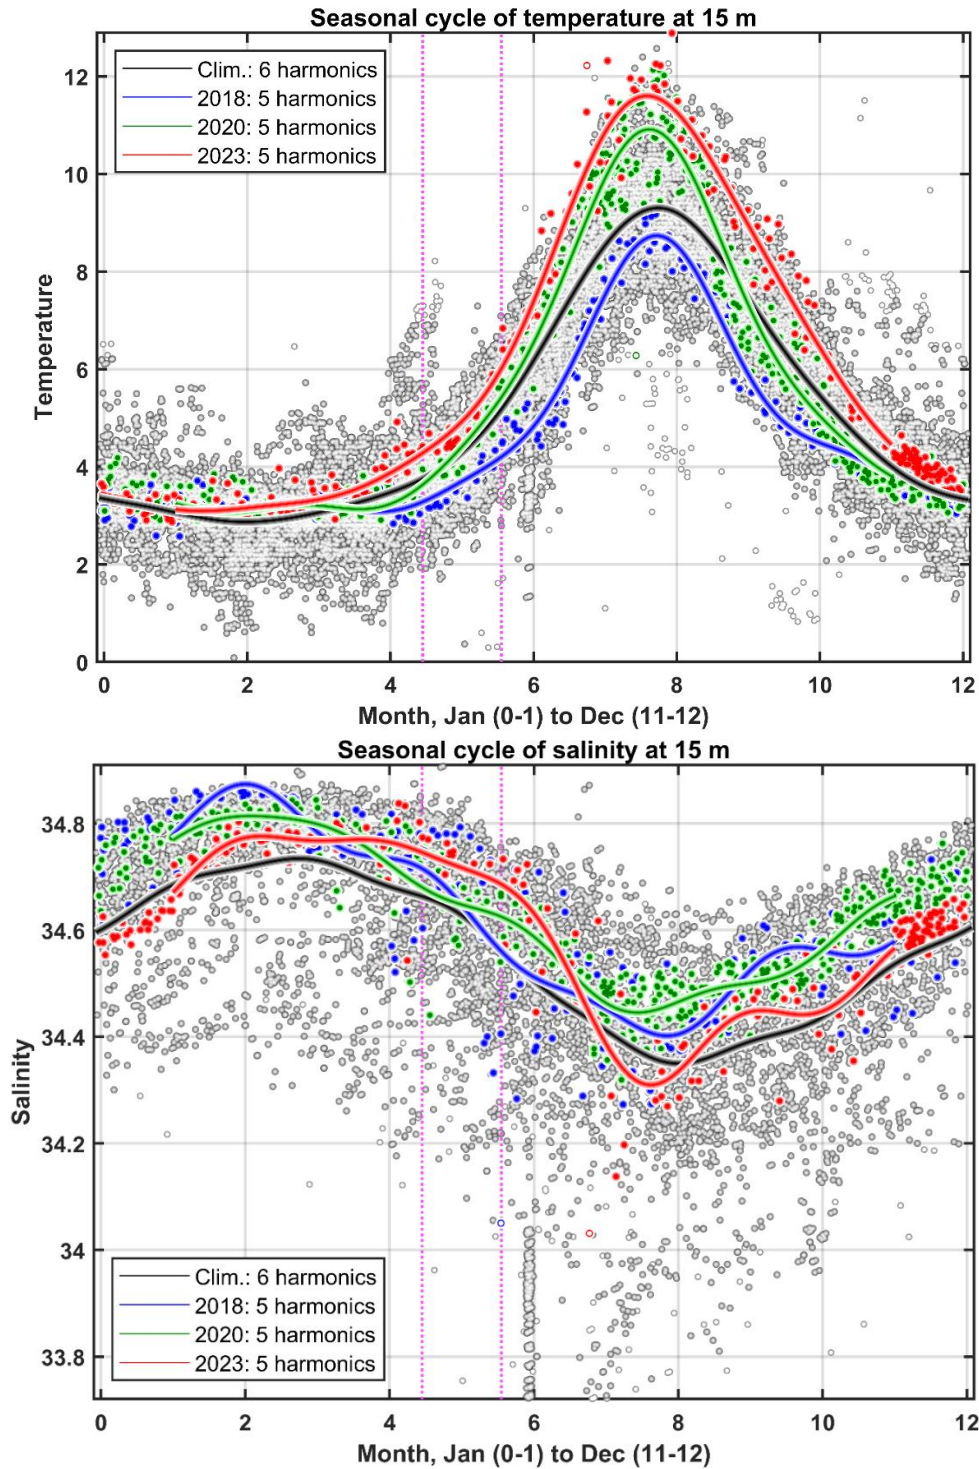 Seasonal cycle of temperature at 15 m
Clim.: 6 harmonics
2018: 5 harmonics
2020: 5 harmonics
2023: 5 harmonics
Temperature
12
10
8
6
4
2
0
0 2 4 6 8 10 12
Month, Jan (0-1) to Dec (11-12)
Seasonal cycle of salinity at 15 m
Salinity
34.8
34.6
34.4
34.2
34
33.8
Clim.: 6 harmonics
2018: 5 harmonics
2020: 5 harmonics
2023: 5 harmonics
0 2 4 6 8 10 12
Month, Jan (0-1) to Dec (11-12)